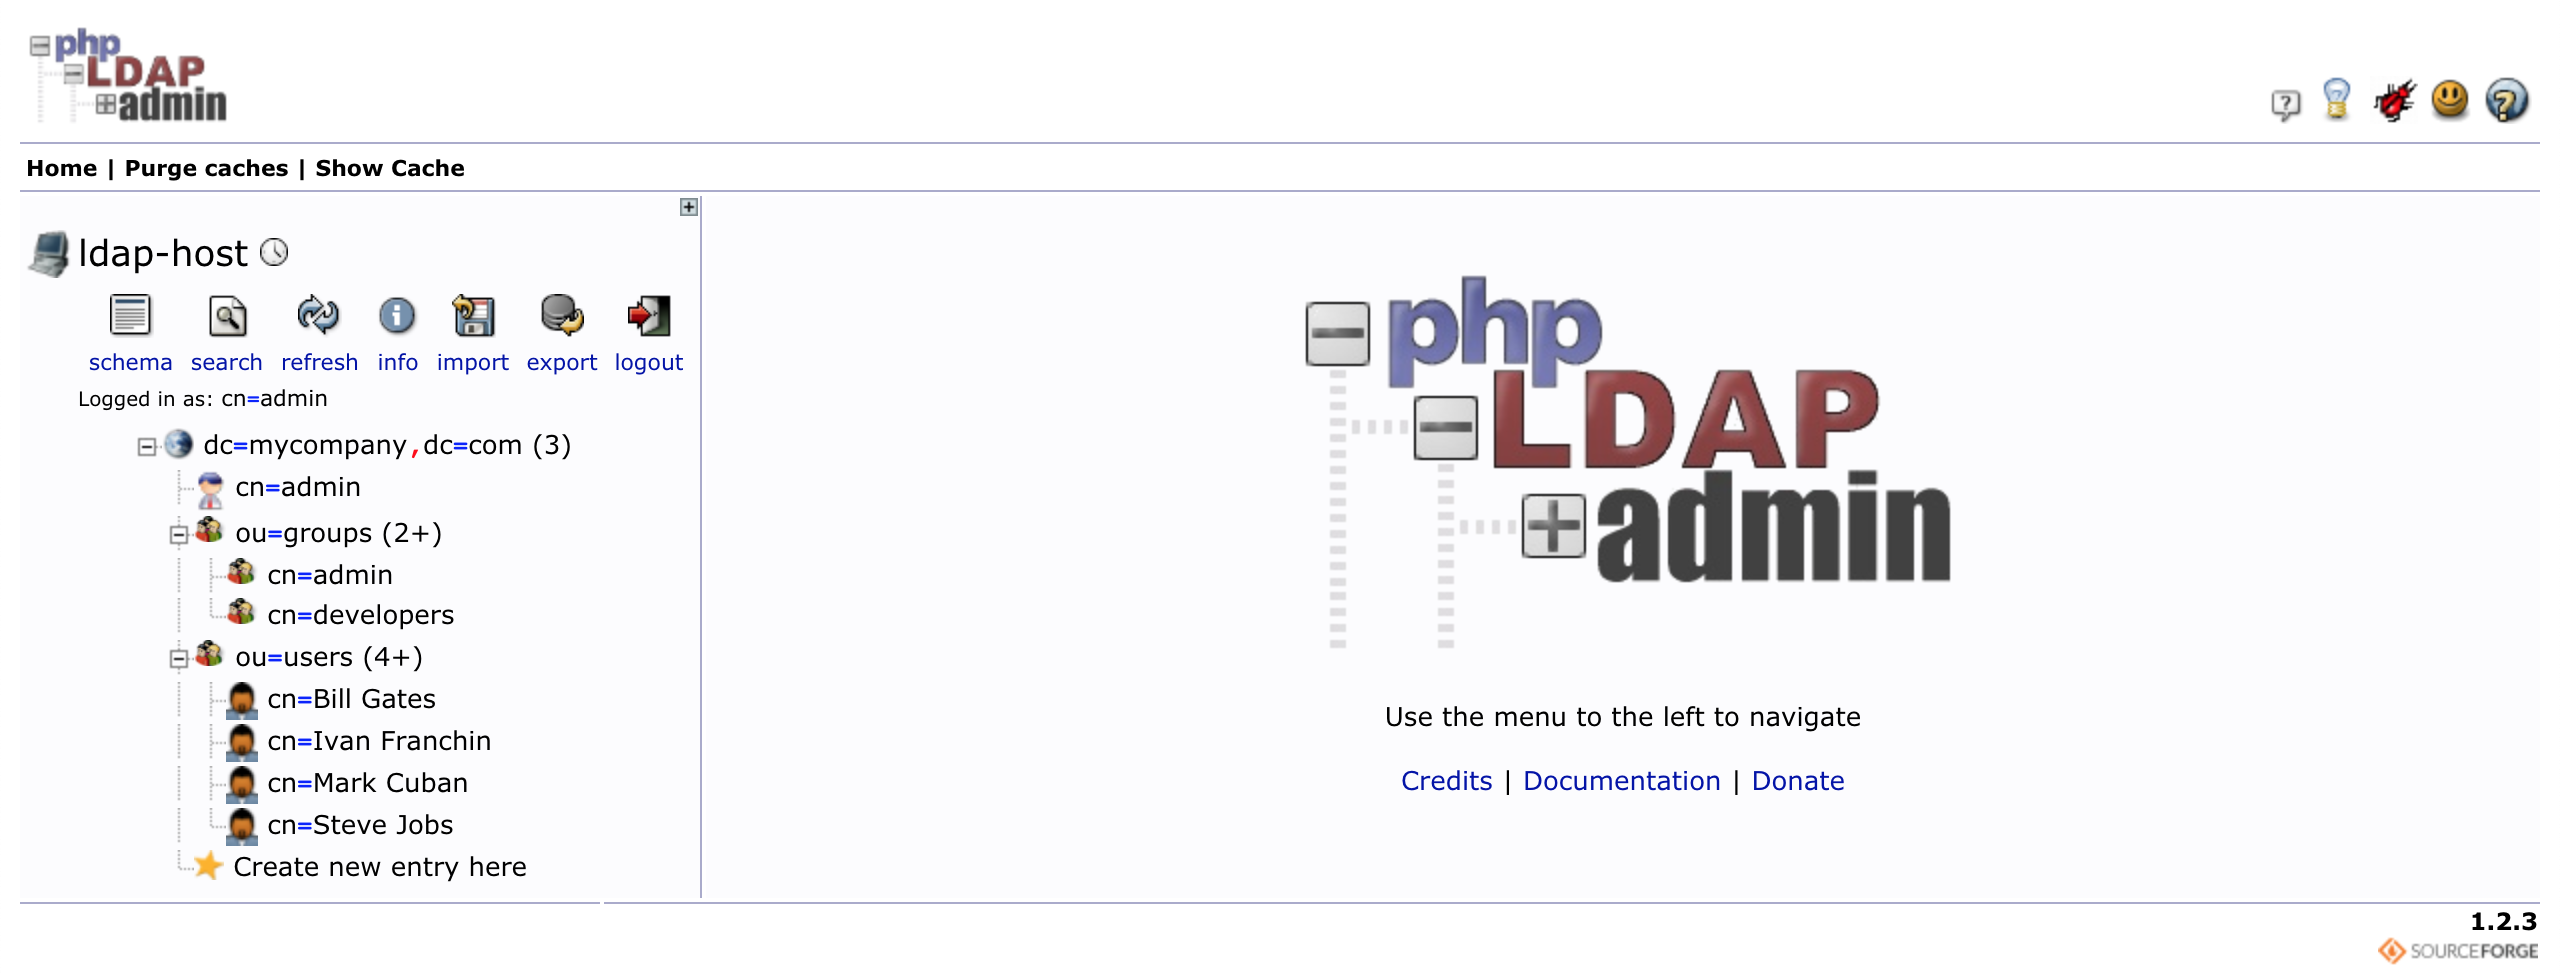 php
LDAP
admin
Home | Purge caches | Show Cache
ldap-host
schema search refresh info import export logout
Logged in as: cn=admin
dc=mycompany,dc=com (3)
cn=admin
ou=groups (2+)
cn=admin
cn=developers
ou=users (4+)
cn=Bill Gates
cn=Ivan Franchin
cn=Mark Cuban
cn=Steve Jobs
Create new entry here
php
LDAP
admin
Use the menu to the left to navigate
Credits | Documentation | Donate
1.2.3
SOURCEFORGE